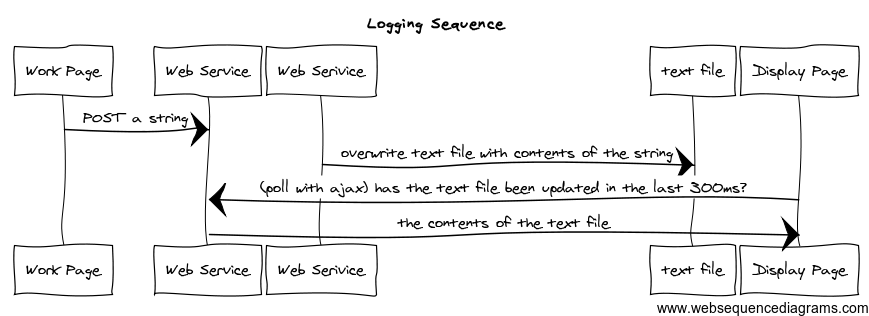 Logging Sequence
Work Page
Web Service
Web Serivice
text file
Display Page
POST a string
overwrite text file with contents of the string
(poll with ajax) has the text file been updated in the last 300ms?
the contents of the text file
Work Page
Web Service
Web Serivice
text file
Display Page
www.websequencediagrams.com